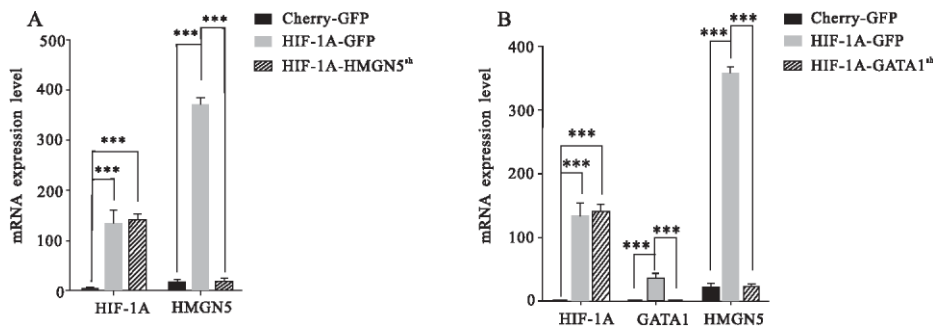 A
Cherry-GFP
HIF-1A-GFP
HIF-1A-HMGN5sh
mRNA expression level
500
400
300
200
100
0
***
***
***
***
HIF-1A
HMGN5
B
Cherry-GFP
HIF-1A-GFP
HIF-1A-GATA1sh
mRNA expression level
400
300
200
100
0
***
***
***
***
***
***
HIF-1A
GATA1
HMGN5